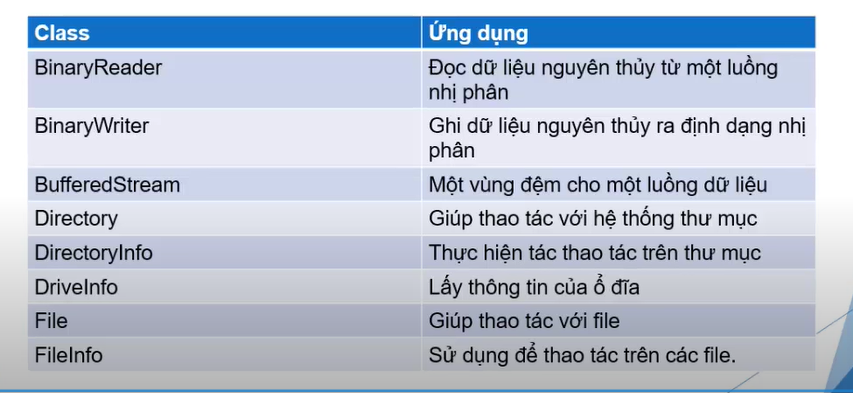 Class Ứng dụng
BinaryReader Đọc dữ liệu nguyên thủy từ một luồng
nhị phân
BinaryWriter Ghi dữ liệu nguyên thủy ra định dạng nhị
phân
BufferedStream Một vùng đệm cho một luồng dữ liệu
Directory Giúp thao tác với hệ thống thư mục
DirectoryInfo Thực hiện tác thao tác trên thư mục
DriveInfo Lấy thông tin của ổ đĩa
File Giúp thao tác với file
FileInfo Sử dụng để thao tác trên các file.